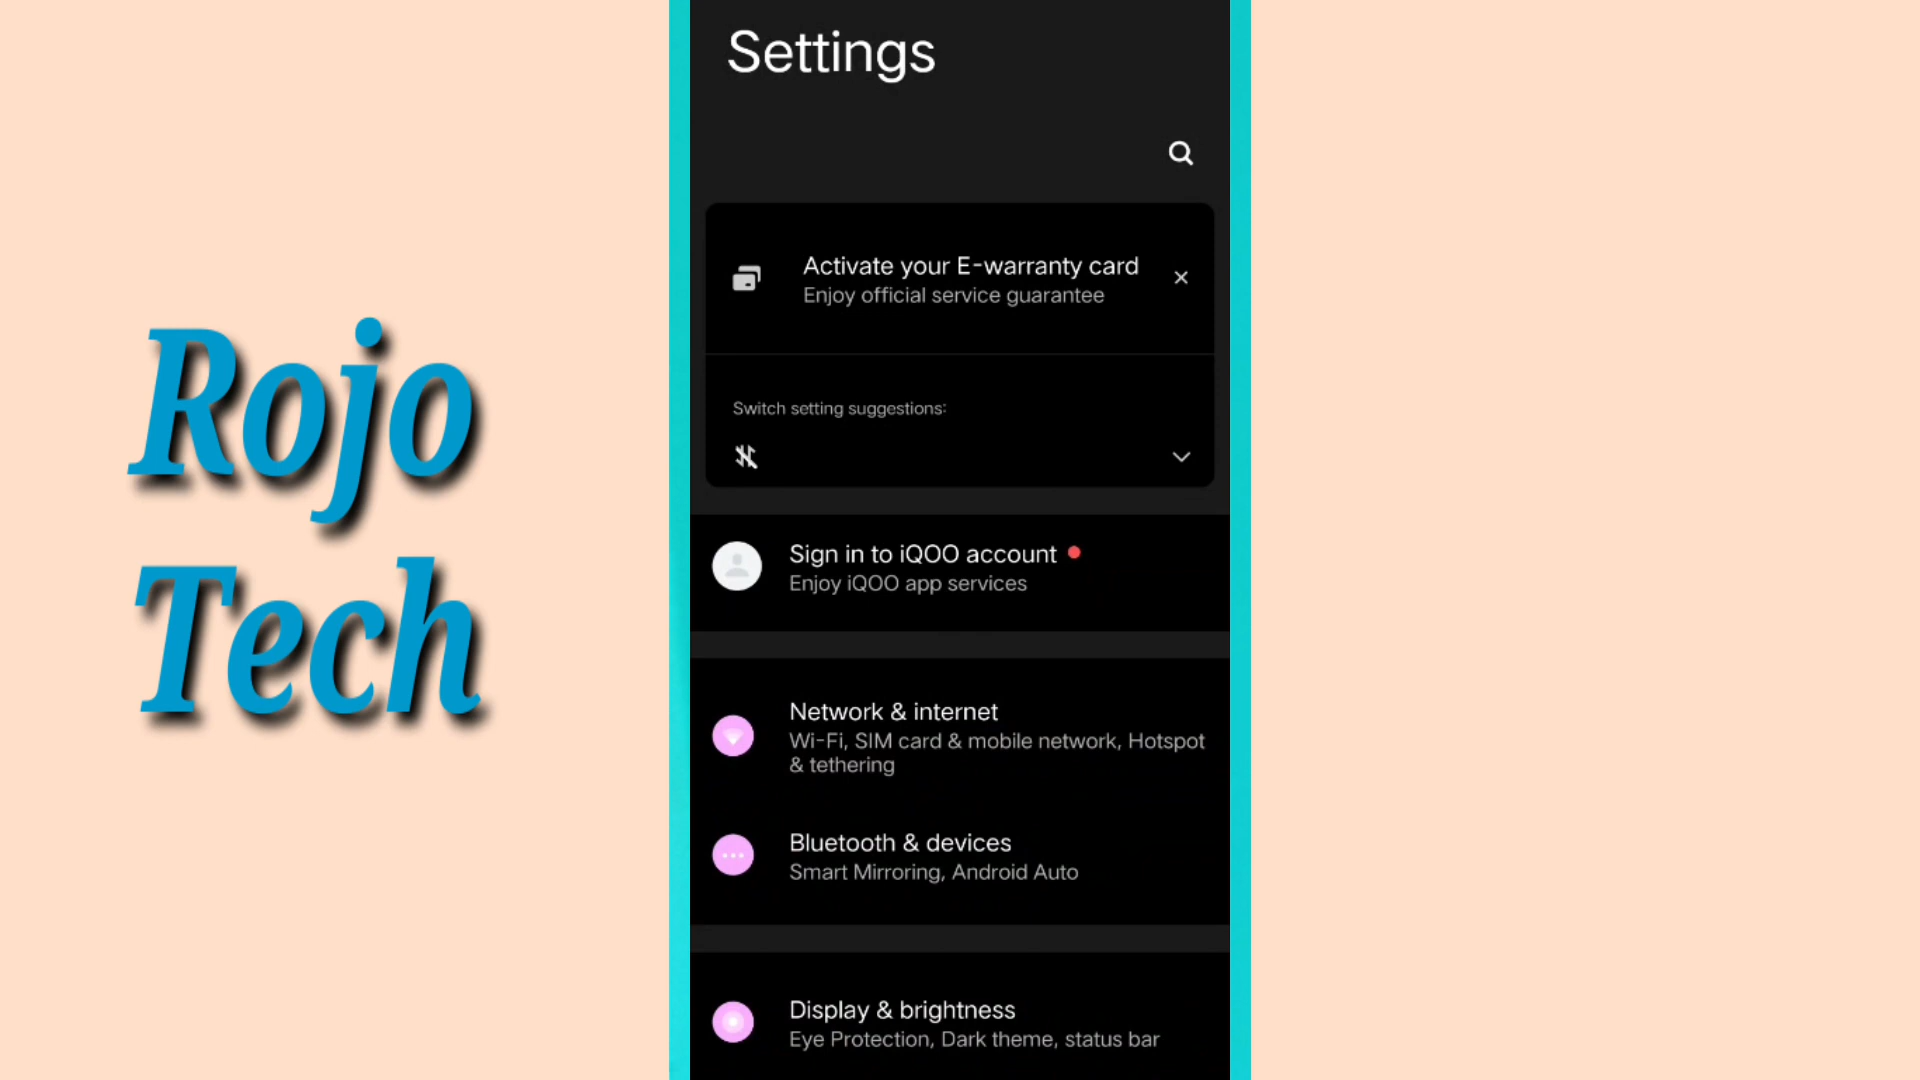 Rojo
Tech
Settings
Activate your E-warranty card
Enjoy official service guarantee
Switch setting suggestions:
Sign in to iQOO account
Enjoy iQOO app services
Network & internet
Wi-Fi, SIM card & mobile network, Hotspot
& tethering
Bluetooth & devices
Smart Mirroring, Android Auto
Display & brightness
Eye Protection, Dark theme, status bar